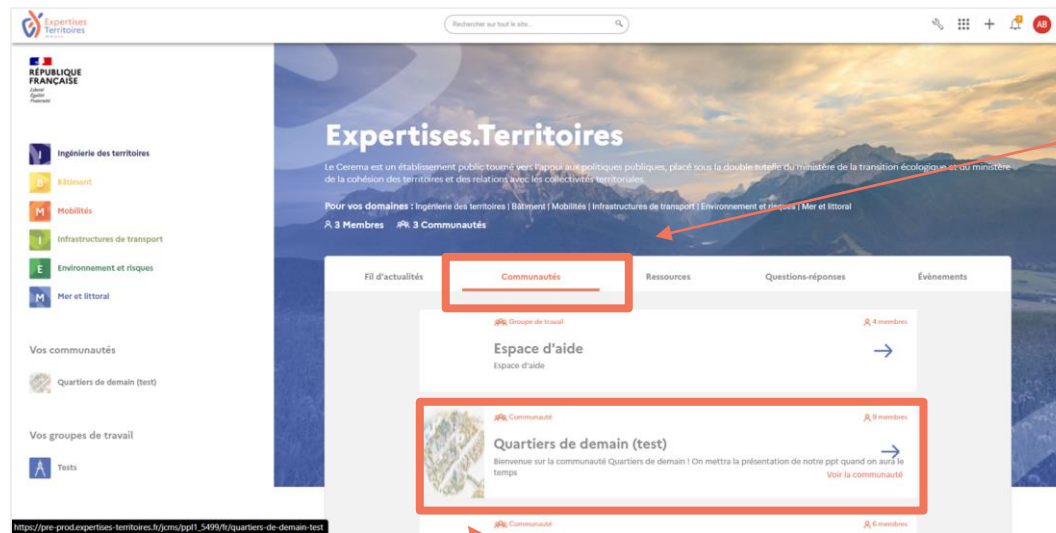 Expertises
Territoires
Rechercher sur tout le site...
AB
RÉPUBLIQUE
FRANÇAISE
Liberté
Égalité
Fraternité
I Ingénierie des territoires
B Bâtiment
M Mobilités
I Infrastructures de transport
E Environnement et risques
M Mer et littoral
Vos communautés
Quartiers de demain (test)
Vos groupes de travail
Tests
Expertises.Territoires
Le Cerema est un établissement public tourné vers l'appui aux politiques publiques, placé sous la double tutelle du ministère de la transition écologique et du ministère
de la cohésion des territoires et des relations avec les collectivités territoriales.
Pour vos domaines : Ingénierie des territoires | Bâtiment | Mobilités | Infrastructures de transport | Environnement et risques | Mer et littoral
3 Membres 3 Communautés
Fil d'actualités Communautés Ressources Questions-réponses Évènements
Groupe de travail 4 membres
Espace d'aide
Espace d'aide
Communauté 9 membres
Quartiers de demain (test)
Bienvenue sur la communauté Quartiers de demain ! On mettra la présentation de notre ppt quand on aura le
temps
Voir la communauté
Communauté 6 membres
https://pre-prod.expertises-territoires.fr/jcms/ppl1_5499/fr/quartiers-de-demain-test